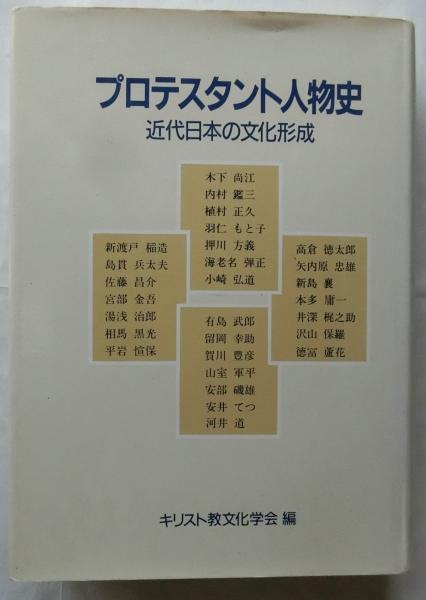 プロテスタント人物史
近代日本の文化形成
木下 尚江
内村 鑑三
植村 正久
羽仁 もと子
押川 方義
海老名 弾正
小崎 弘道
新渡戸 稲造
島貫 兵太夫
佐藤 昌介
宮部 金吾
湯浅 治郎
相馬 黒光
平岩 愃保
高倉 徳太郎
矢内原 忠雄
新島 襄
本多 庸一
井深 梶之助
沢山 保羅
徳冨 蘆花
有島 武郎
留岡 幸助
賀川 豊彦
山室 軍平
安部 磯雄
安井 てつ
河井 道
キリスト教文化学会 編